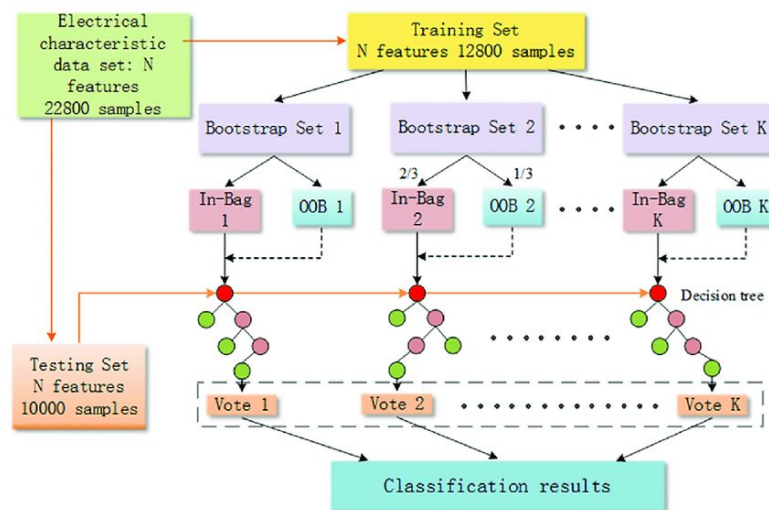 Electrical
characteristic
data set: N
features
22800 samples
Training Set
N features 12800 samples
Bootstrap Set 1
Bootstrap Set 2
Bootstrap Set K
2/3
1/3
In-Bag
1
OOB 1
In-Bag
2
OOB 2
In-Bag
K
OOB K
Decision tree
Testing Set
N features
10000 samples
Vote 1
Vote 2
Vote K
Classification results